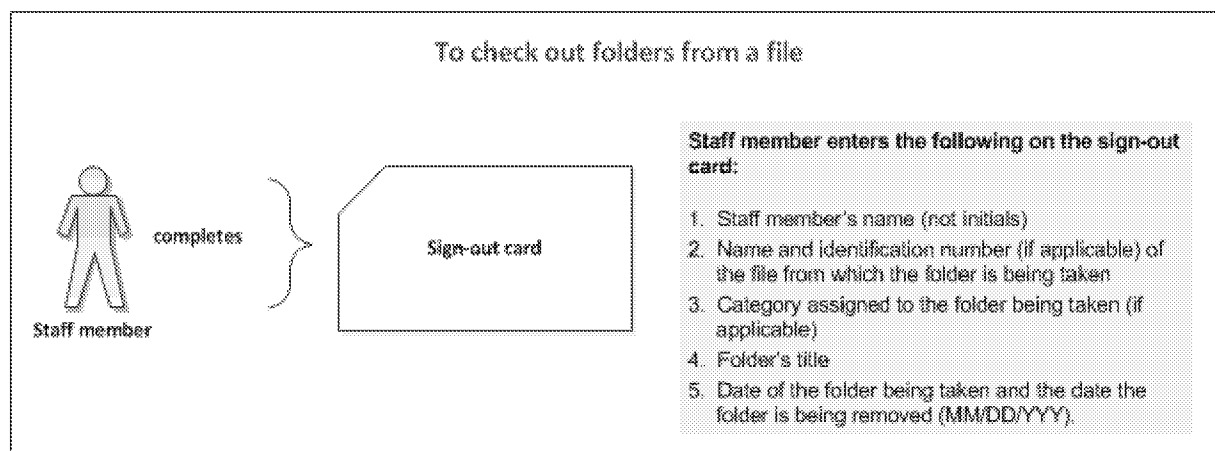 To check out folders from a file
Staff member enters the following on the sign-out
card:
completes
Sign-out card
Staff member
1. Staff member's name (not initials)
2. Name and identification number (if applicable) of
the file from which the folder is being taken
3. Category assigned to the folder being taken (if
applicable)
4. Folder's title
5. Date of the folder being taken and the date the
folder is being removed (MM/DD/YYY).